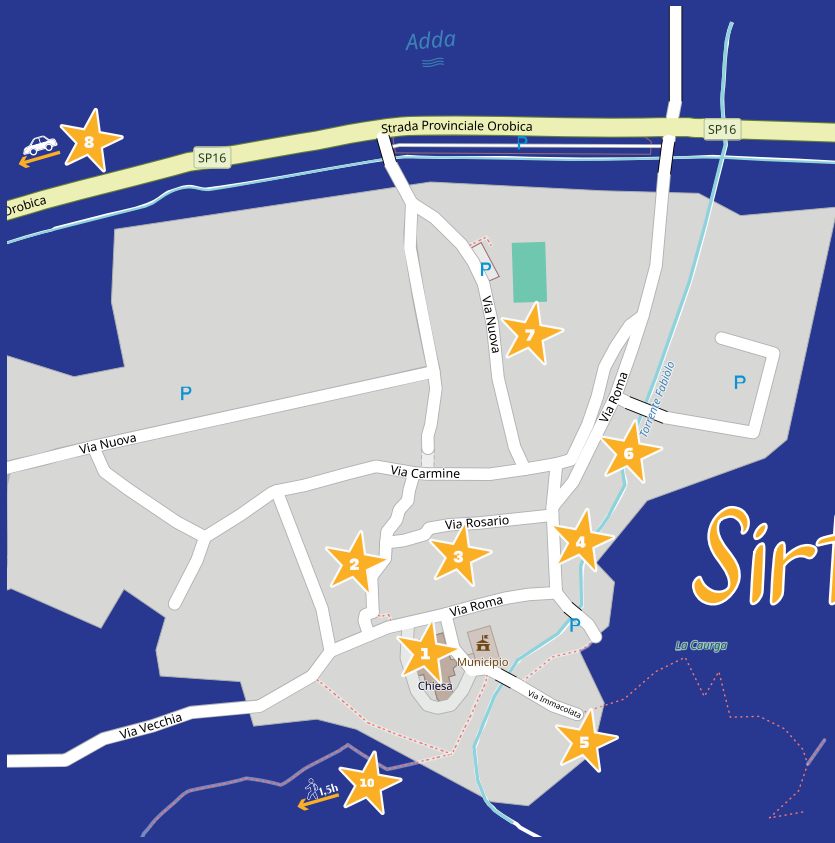 Adda
8
SP16
Strada Provinciale Orobica
P
SP16
Orobica
P
Via Nuova
7
P
P
Via Roma
Torrente Fabiolo
Via Nuova
6
Via Carmine
Via Rosario
Sirt
2
3
4
Via Roma
P
1
Municipio
La Caurga
Chiesa
Via Immacolata
Via Vecchia
5
10
1,5h